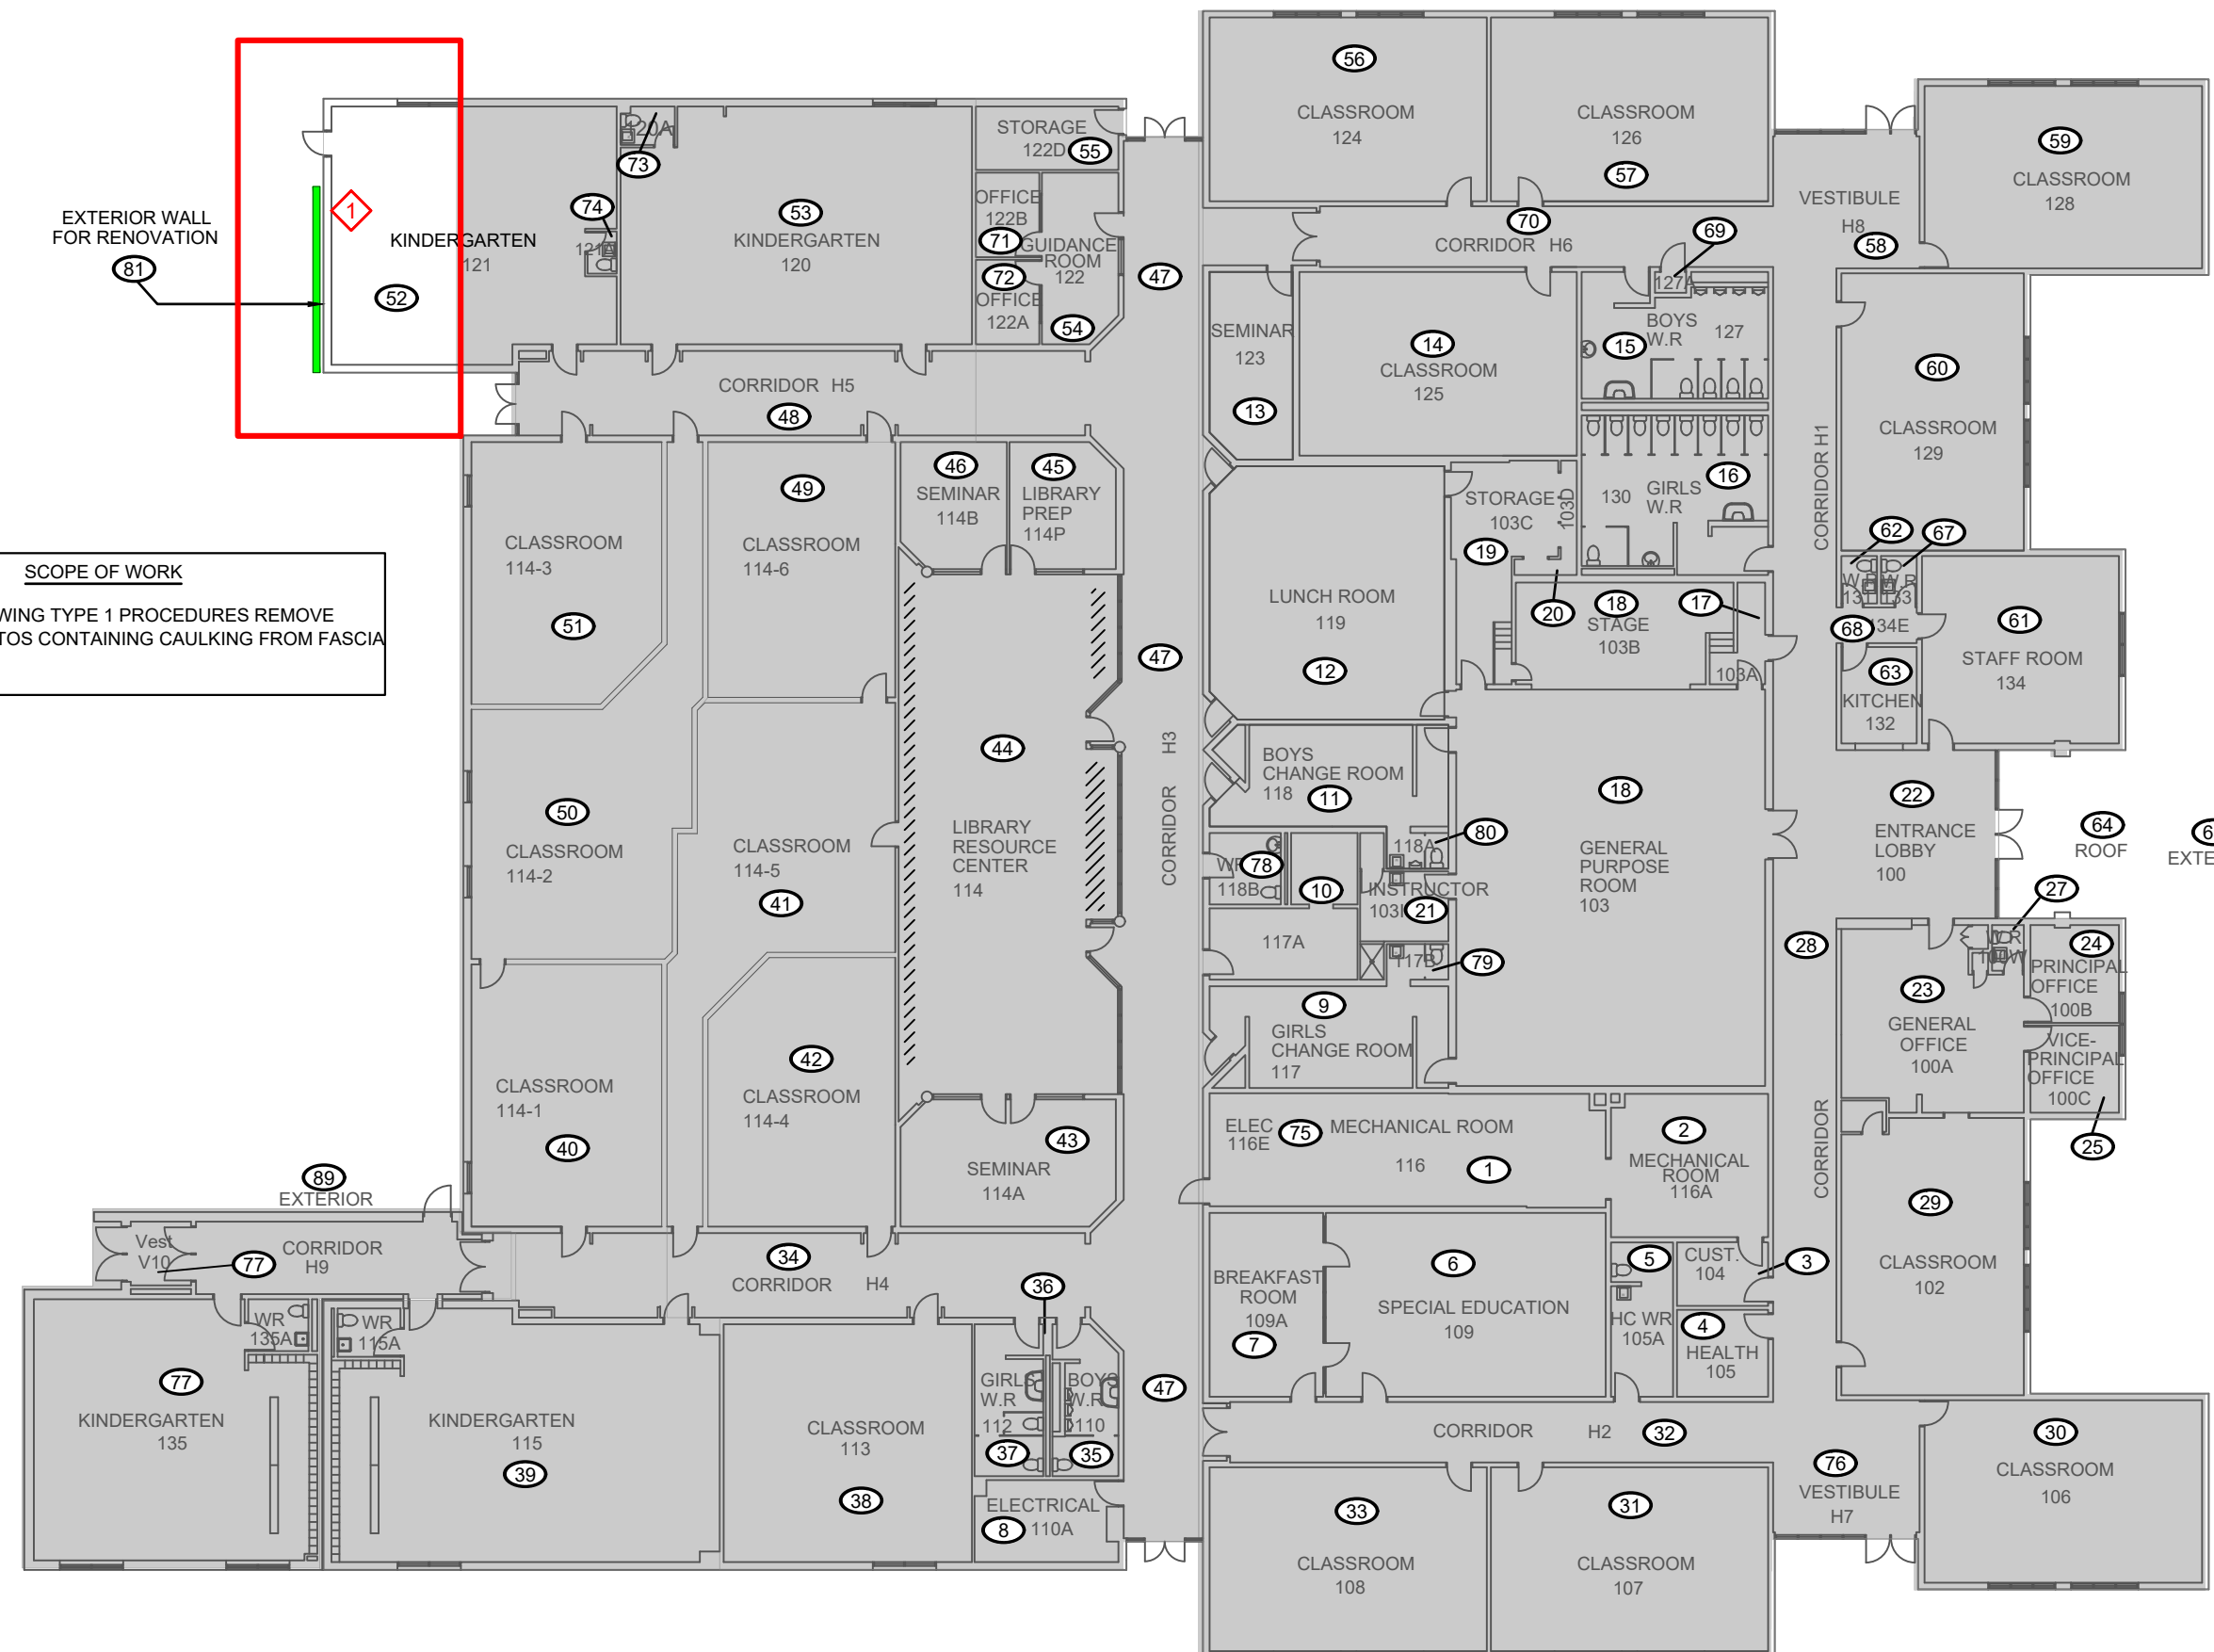 56
CLASSROOM
124
CLASSROOM
126
57
59
CLASSROOM
128
EXTERIOR WALL
FOR RENOVATION
81
1
KINDERGARTEN
121
52
120A
73
74
53
KINDERGARTEN
120
STORAGE
122D
55
OFFICE
122B
71
GUIDANCE
ROOM
122
72
OFFICE
122A
54
47
70
CORRIDOR H6
69
VESTIBULE
H8
58
127A
SEMINAR
123
13
14
CLASSROOM
125
BOYS
W.R
127
15
60
CLASSROOM
129
CORRIDOR H5
48
CORRIDOR H1
46
SEMINAR
114B
45
LIBRARY
PREP
114P
49
CLASSROOM
114-6
CLASSROOM
114-3
51
STORAGE
103C
103D
19
130
GIRLS
W.R
16
62
67
SCOPE OF WORK
WING TYPE 1 PROCEDURES REMOVE
TOS CONTAINING CAULKING FROM FASCIA
LUNCH ROOM
119
12
20
18
STAGE
103B
17
103A
68
134E
61
STAFF ROOM
134
63
KITCHEN
132
47
44
LIBRARY
RESOURCE
CENTER
114
CORRIDOR H3
BOYS
CHANGE ROOM
118
11
18
GENERAL
PURPOSE
ROOM
103
22
ENTRANCE
LOBBY
100
64
ROOF
50
CLASSROOM
114-2
CLASSROOM
114-5
41
78
118B
10
118A
80
INSTRUCTOR
21
117A
117B
79
27
28
24
PRINCIPAL
OFFICE
100B
23
GENERAL
OFFICE
100A
VICE-
PRINCIPAL
OFFICE
100C
25
9
GIRLS
CHANGE ROOM
117
42
CLASSROOM
114-4
CLASSROOM
114-1
40
43
SEMINAR
114A
ELEC
116E
75
MECHANICAL ROOM
116
1
2
MECHANICAL
ROOM
116A
CORRIDOR
29
CLASSROOM
102
89
EXTERIOR
Vest
V10
77
CORRIDOR
H9
34
CORRIDOR H4
36
BREAKFAST
ROOM
109A
7
6
SPECIAL EDUCATION
109
5
CUST.
104
3
HC WR
105A
4
HEALTH
105
WR
135A
WR
115A
77
KINDERGARTEN
135
KINDERGARTEN
115
39
CLASSROOM
113
38
GIRLS
W.R
112
37
BOYS
W.R
110
35
47
ELECTRICAL
110A
8
CORRIDOR H2
32
76
VESTIBULE
H7
30
CLASSROOM
106
33
CLASSROOM
108
31
CLASSROOM
107